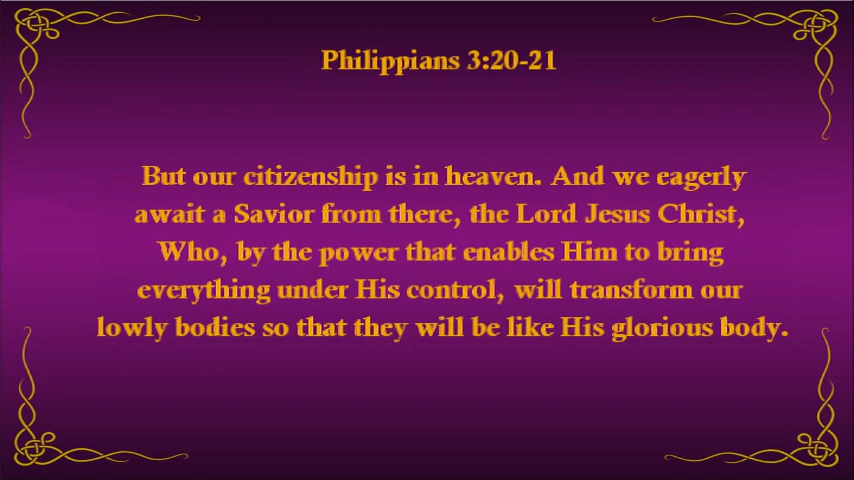 Philippians 3:20-21
But our citizenship is in heaven. And we eagerly
await a Savior from there, the Lord Jesus Christ,
Who, by the power that enables Him to bring
everything under His control, will transform our
lowly bodies so that they will be like His glorious body.